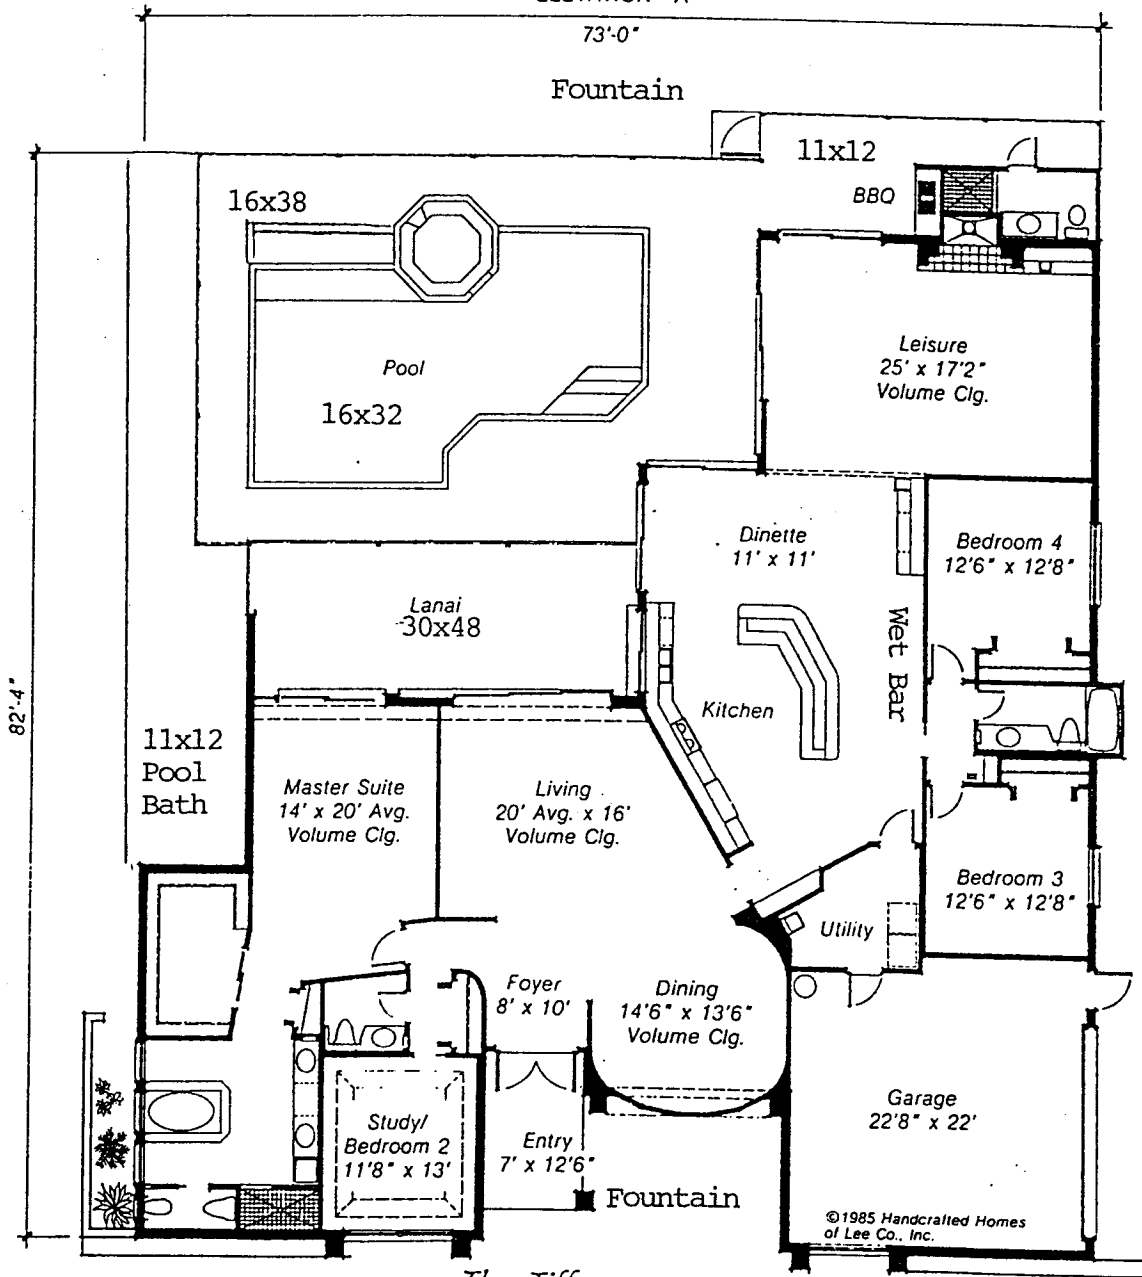 73'-0"
Fountain
11x12
BBQ
16x38
Leisure
25' x 17'2"
Volume Clg.
Pool
16x32
Dinette
11' x 11'
Bedroom 4
12'6" x 12'8"
Lanai
30x48
Wet Bar
Kitchen
82'-4"
11x12
Pool
Bath
Master Suite
14' x 20' Avg.
Volume Clg.
Living
20' Avg. x 16'
Volume Clg.
Bedroom 3
12'6" x 12'8"
Utility
Foyer
8' x 10'
Dining
14'6" x 13'6"
Volume Clg.
Study/
Bedroom 2
11'8" x 13'
Entry
7' x 12'6"
Garage
22'8" x 22'
Fountain
©1985 Handcrafted Homes
of Lee Co., Inc.